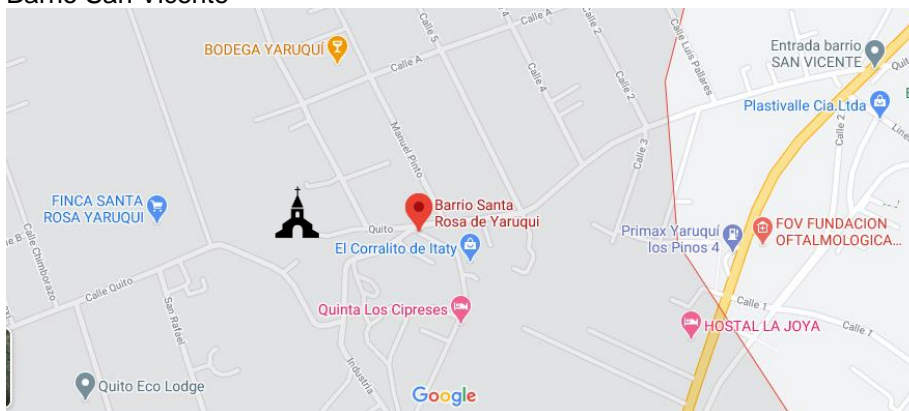 Barrio San Vicente
BODEGA YARUQUÍ
Calle A
Calle 5
Calle A
Calle 4
Calle 2
Calle Luis Pallares
Entrada barrio
SAN VICENTE
Plastivalle Cia.Ltda
Calle 2
Manuel Pinto
Calle 3
FINCA SANTA
ROSA YARUQUI
Barrio Santa
Rosa de Yaruqui
Quito
El Corralito de Itaty
Primax Yaruquí
los Pinos 4
FOV FUNDACION
OFTALMOLOGICA...
Calle Chimborazo
Calle Quito
San Rafael
Quinta Los Cipreses
Calle 1
Calle 1
HOSTAL LA JOYA
Industria
Quito Eco Lodge
Google